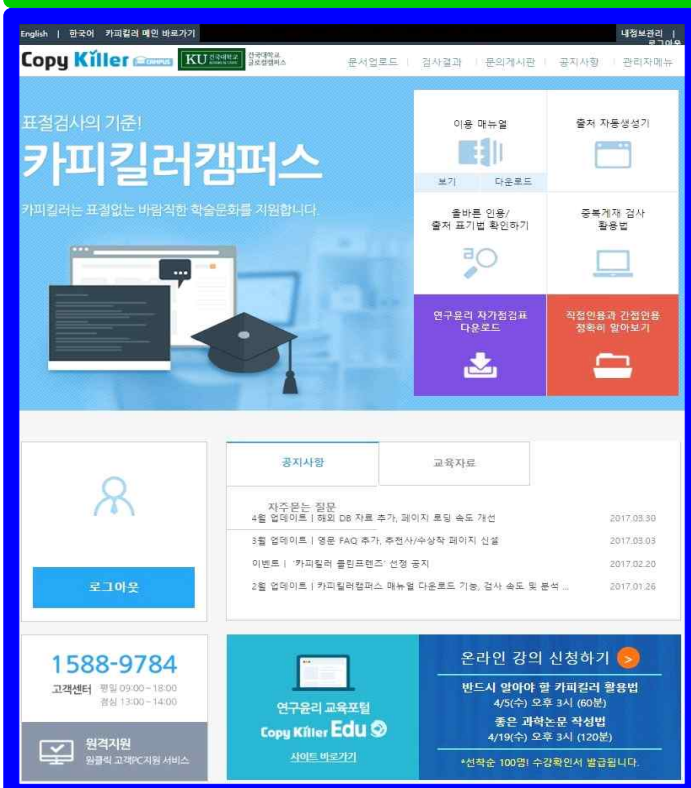 English | 한국어 카피킬러 메인 바로가기
내정보관리 |
로그아웃
Copy Killer CAMPUS KU 건국대학교 건국대학교
글로컬캠퍼스
문서업로드 | 검사결과 | 문의게시판 | 공지사항 | 관리자메뉴
표절검사의 기준!
카피킬러캠퍼스
카피킬러는 표절없는 바람직한 학술문화를 지원합니다.
이용 매뉴얼
보기 다운로드
출처 자동생성기
올바른 인용/
출처 표기법 확인하기
a
중복게재 검사
활용법
연구윤리 자가점검표
다운로드
직접인용과 간접인용
정확히 알아보기
로그아웃
공지사항 교육자료
자주묻는 질문
4월 업데이트 | 해외 DB 자료 추가, 페이지 로딩 속도 개선 2017.03.30
3월 업데이트 | 영문 FAQ 추가, 추천사/수상작 페이지 신설 2017.03.03
이벤트 | '카피킬러 클린프렌즈' 선정 공지 2017.02.20
2월 업데이트 | 카피킬러캠퍼스 매뉴얼 다운로드 기능, 검사 속도 및 분석 ... 2017.01.26
1588-9784
고객센터 평일 09:00~18:00
점심 13:00~14:00
원격지원
원클릭 고객PC지원 서비스
연구윤리 교육포털
Copy Killer Edu
사이트 바로가기
온라인 강의 신청하기 >
반드시 알아야 할 카피킬러 활용법
4/5(수) 오후 3시 (60분)
좋은 과학논문 작성법
4/19(수) 오후 3시 (120분)
*선착순 100명! 수강확인서 발급됩니다.